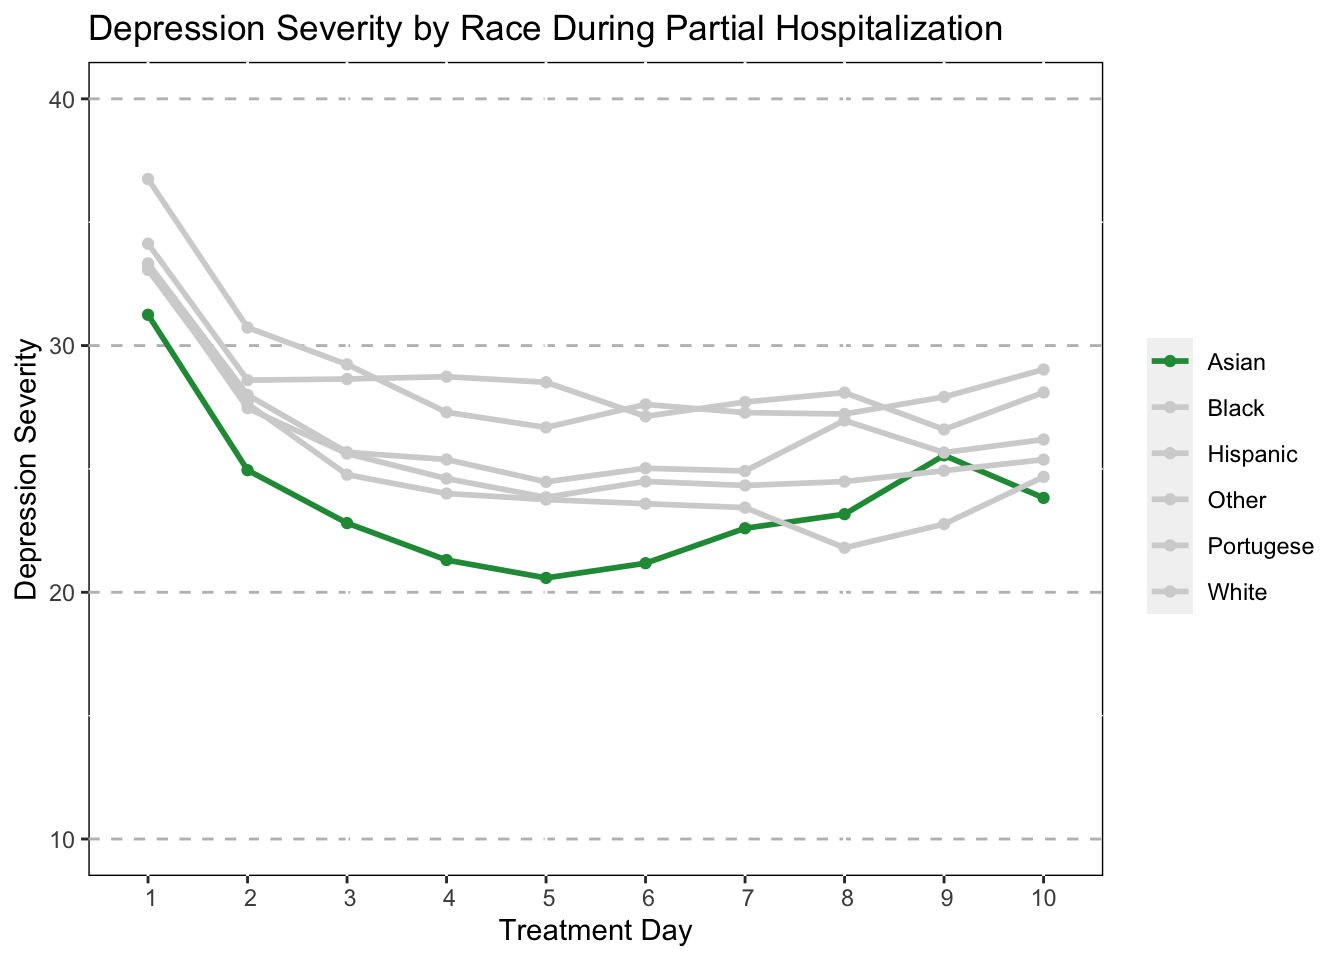 Depression Severity by Race During Partial Hospitalization
40
30
20
10
Depression Severity
1 2 3 4 5 6 7 8 9 10
Treatment Day
Asian
Black
Hispanic
Other
Portugese
White